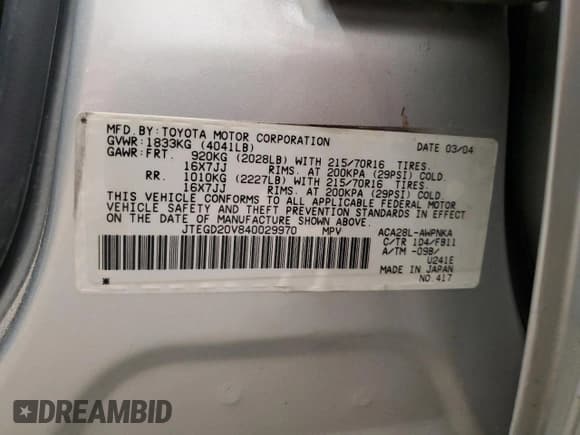 MFD.BY:TOYOTA MOTOR CORPORATION DATE 03/04
GVWR:1833KG (4041LB)
GAWR:FRT. 920KG (2028LB) WITH 215/70R16 TIRES.
16X7JJ RIMS. AT 200KPA (29PSI) COLD.
RR. 1010KG (2227LB) WITH 215/70R16 TIRES.
16X7JJ RIMS. AT 200KPA (29PSI) COLD.
THIS VEHICLE CONFORMS TO ALL APPLICABLE FEDERAL MOTOR
VEHICLE SAFETY AND THEFT PREVENTION STANDARDS IN EFFECT
ON THE DATE OF MANUFACTURE SHOWN ABOVE.
JTEGD20V840029970 MPV ACA28L-AWPNKA
C/TR 1D4/FB11
A/TM -09B/
U241E
MADE IN JAPAN
NO.417
DREAMBID